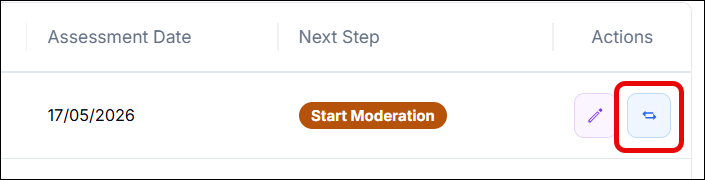 Assessment Date Next Step Actions
17/05/2026 Start Moderation